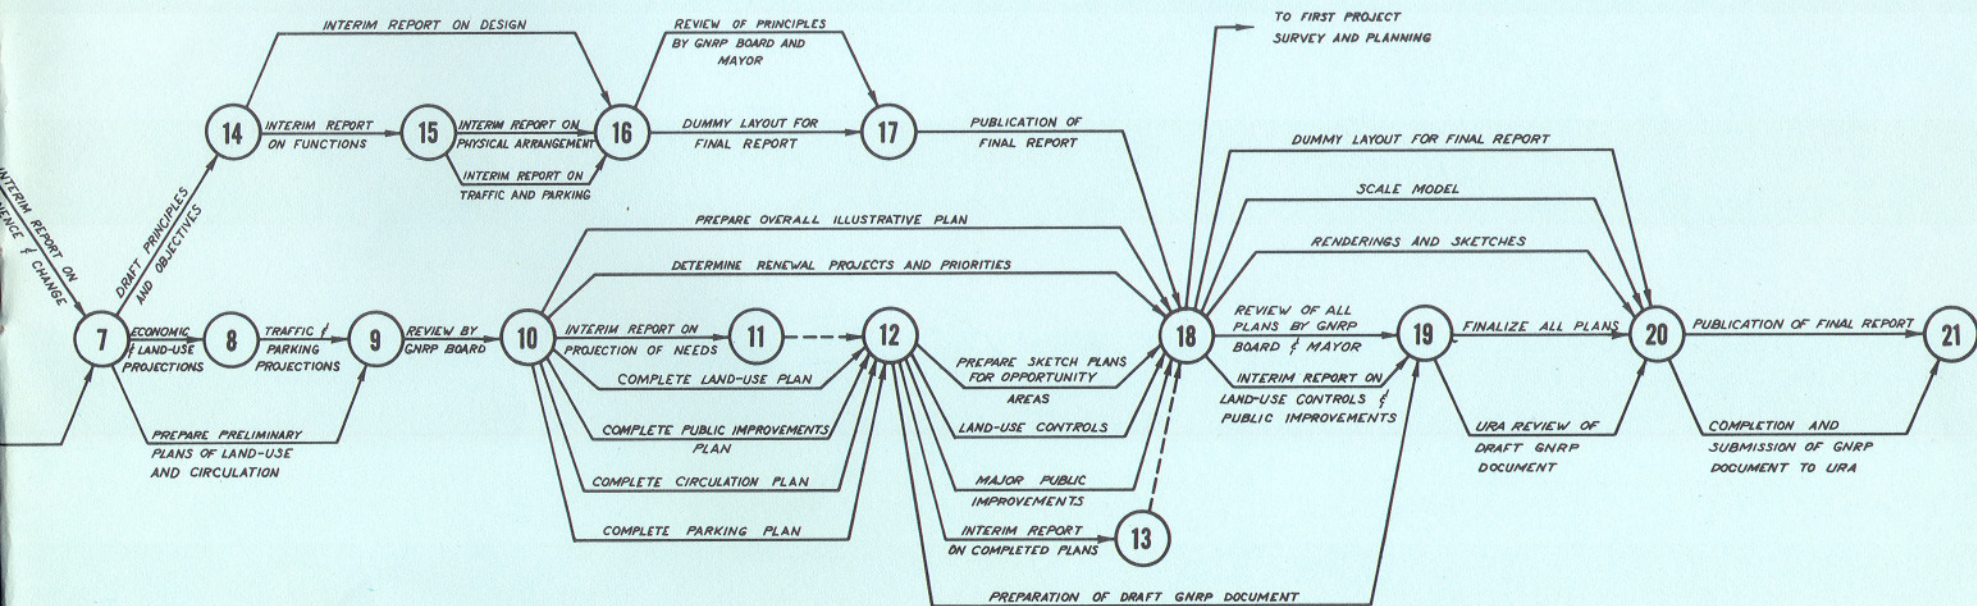 INTERIM REPORT ON DESIGN
REVIEW OF PRINCIPLES
BY GNRP BOARD AND
MAYOR
TO FIRST PROJECT
SURVEY AND PLANNING
14
INTERIM REPORT
ON FUNCTIONS
15
INTERIM REPORT ON
PHYSICAL ARRANGEMENT
INTERIM REPORT ON
TRAFFIC AND PARKING
16
DUMMY LAYOUT FOR
FINAL REPORT
17
PUBLICATION OF
FINAL REPORT
DUMMY LAYOUT FOR FINAL REPORT
SCALE MODEL
RENDERINGS AND SKETCHES
INTERIM REPORT ON
& CHANGE
DRAFT PRINCIPLES
AND OBJECTIVES
PREPARE OVERALL ILLUSTRATIVE PLAN
DETERMINE RENEWAL PROJECTS AND PRIORITIES
7
ECONOMIC
& LAND-USE
PROJECTIONS
8
TRAFFIC &
PARKING
PROJECTIONS
9
REVIEW BY
GNRP BOARD
10
INTERIM REPORT ON
PROJECTION OF NEEDS
11
12
PREPARE SKETCH PLANS
FOR OPPORTUNITY
AREAS
18
REVIEW OF ALL
PLANS BY GNRP
BOARD & MAYOR
19
FINALIZE ALL PLANS
20
PUBLICATION OF FINAL REPORT
21
COMPLETE LAND-USE PLAN
INTERIM REPORT ON
LAND-USE CONTROLS &
PUBLIC IMPROVEMENTS
PREPARE PRELIMINARY
PLANS OF LAND-USE
AND CIRCULATION
COMPLETE PUBLIC IMPROVEMENTS
PLAN
LAND-USE CONTROLS
URA REVIEW OF
DRAFT GNRP
DOCUMENT
COMPLETION AND
SUBMISSION OF GNRP
DOCUMENT TO URA
COMPLETE CIRCULATION PLAN
MAJOR PUBLIC
IMPROVEMENTS
COMPLETE PARKING PLAN
INTERIM REPORT
ON COMPLETED PLANS
13
PREPARATION OF DRAFT GNRP DOCUMENT